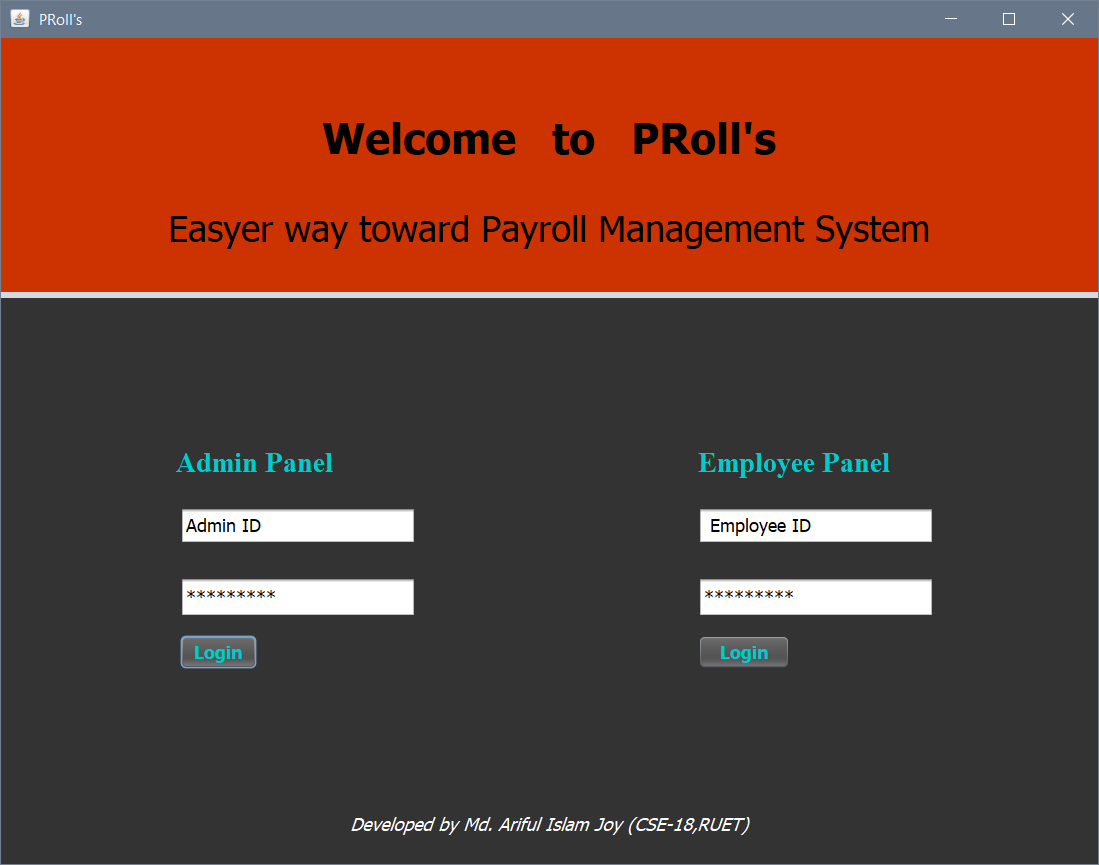 PRoll's
Welcome to PRoll's
Easyer way toward Payroll Management System
Admin Panel
Employee Panel
Admin ID
Employee ID
*********
*********
Login
Login
Developed by Md. Ariful Islam Joy (CSE-18,RUET)